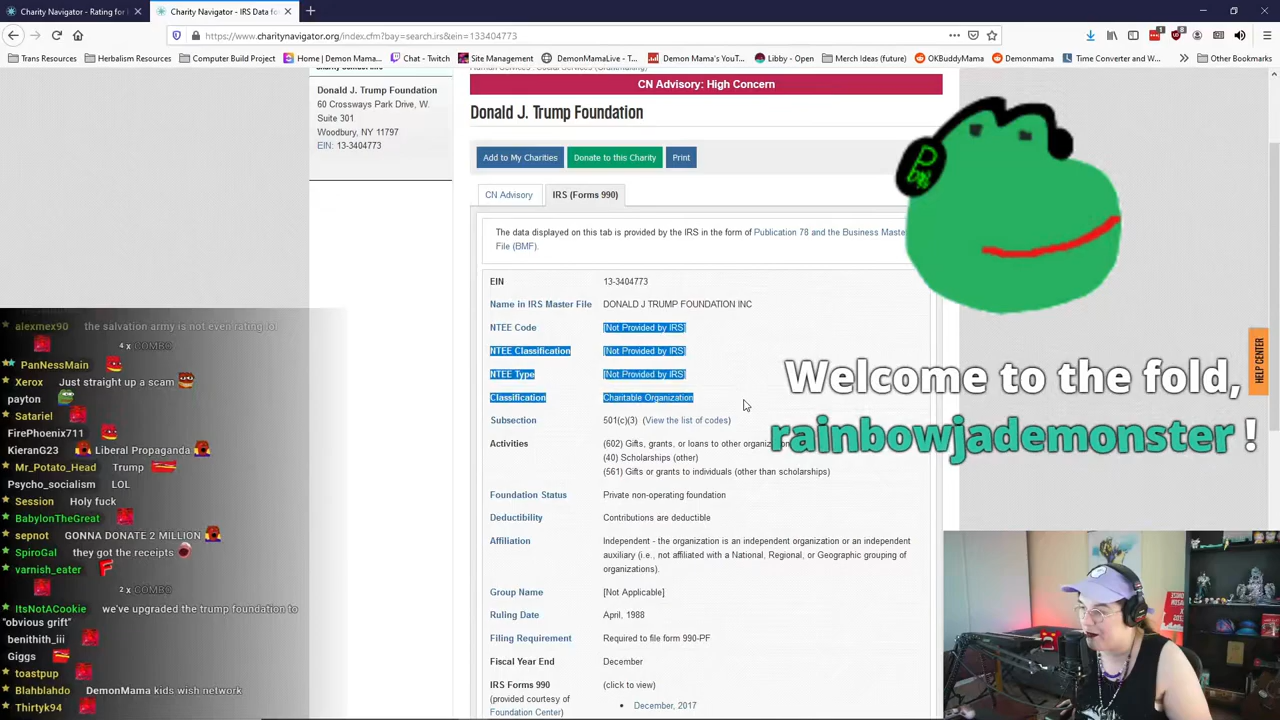 Charity Navigator - Rating for
Charity Navigator - IRS Data fo
https://www.charitynavigator.org/index.cfm?bay=search.irs&ein=133404773
Trans Resources
Herbalism Resources
Computer Build Project
Home | Demon Mama...
Chat - Twitch
Site Management
DemonMamaLive - T...
Demon Mama's YouT...
Libby - Open
Merch Ideas (future)
OKBuddyMama
Demonmama
Time Converter and W...
Other Bookmarks
Donald J. Trump Foundation
60 Crossways Park Drive, W.
Suite 301
Woodbury, NY 11797
EIN: 13-3404773
CN Advisory: High Concern
Donald J. Trump Foundation
Add to My Charities
Donate to this Charity
Print
CN Advisory
IRS (Forms 990)
The data displayed on this tab is provided by the IRS in the form of Publication 78 and the Business Maste
File (BMF).
EIN 13-3404773
Name in IRS Master File DONALD J TRUMP FOUNDATION INC
NTEE Code [Not Provided by IRS]
NTEE Classification [Not Provided by IRS]
NTEE Type [Not Provided by IRS]
Classification Charitable Organization
Subsection 501(c)(3) (View the list of codes)
Activities (602) Gifts, grants, or loans to other organiz
(40) Scholarships (other)
(561) Gifts or grants to individuals (other than scholarships)
Foundation Status Private non-operating foundation
Deductibility Contributions are deductible
Affiliation Independent - the organization is an independent organization or an independent
auxiliary (i.e., not affiliated with a National, Regional, or Geographic grouping of
organizations).
Group Name [Not Applicable]
Ruling Date April, 1988
Filing Requirement Required to file form 990-PF
Fiscal Year End December
IRS Forms 990 (click to view)
(provided courtesy of
Foundation Center)
December, 2017
HELP CENTER
Welcome to the fold,
rainbowjademonster!
alexmex90 the salvation army is not even rating lol
4 x COMBO
PanNessMain
Xerox Just straight up a scam
payton
Satariel
FirePhoenix711
KieranG23 Liberal Propaganda
Mr_Potato_Head Trump
Psycho_socialism LOL
Session Holy fuck
BabylonTheGreat
sepnot GONNA DONATE 2 MILLION
SpiroGal they got the receipts
varnish_eater
2 x COMBO
ItsNotACookie we've upgraded the trump foundation to
"obvious grift"
benithith_iii
Giggs
toastpup
Blahblahdo DemonMama kids wish network
Thirtyk94